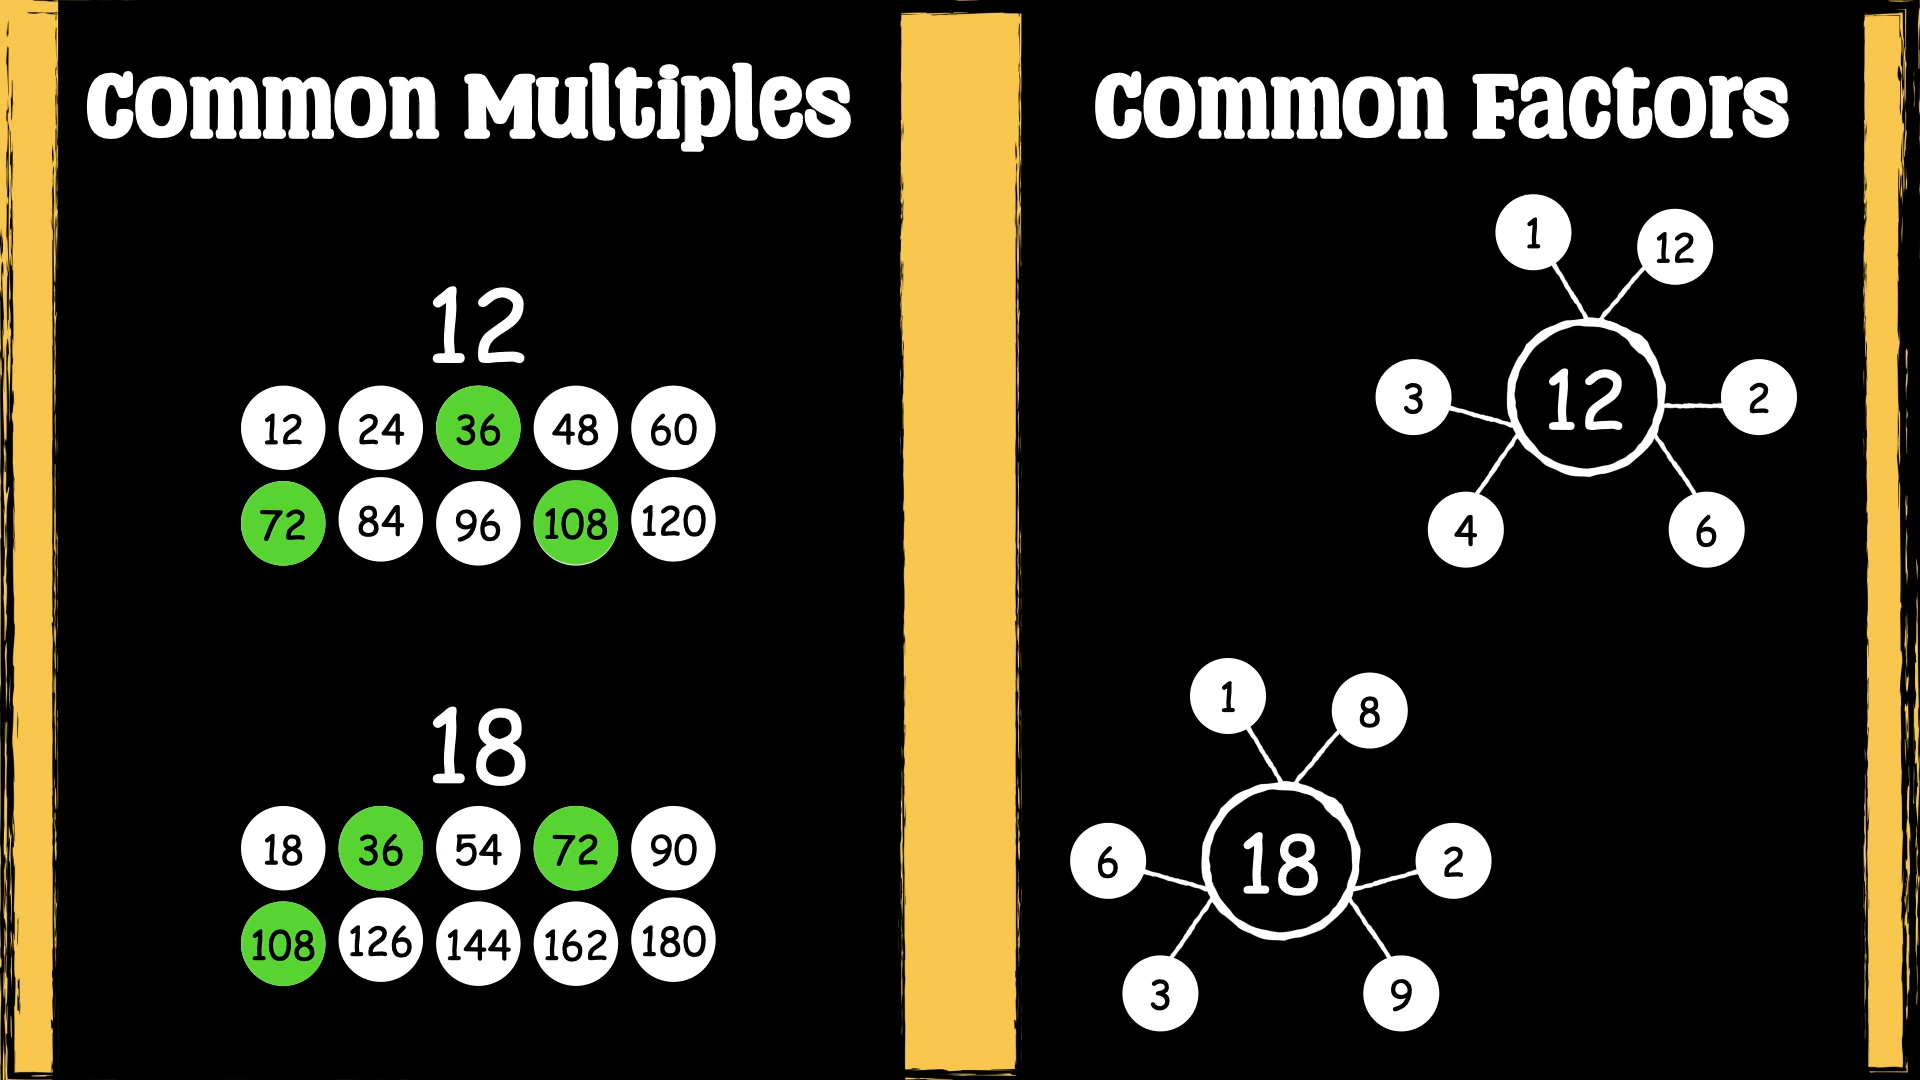 Common Multiples
12
12 24 36 48 60
72 84 96 108 120
18
18 36 54 72 90
108 126 144 162 180
Common Factors
1 12
3 12 2
4 6
1 8
6 18 2
3 9